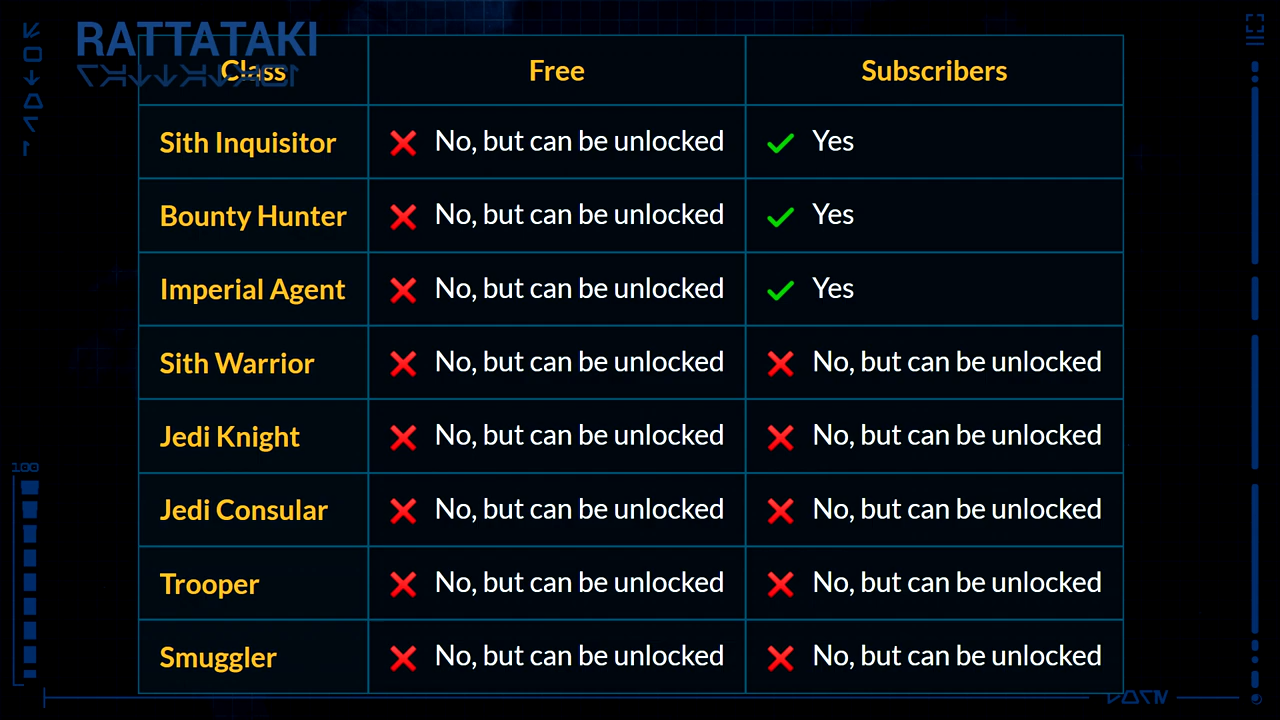 RATTATAKI
Class Free Subscribers
Sith Inquisitor No, but can be unlocked Yes
Bounty Hunter No, but can be unlocked Yes
Imperial Agent No, but can be unlocked Yes
Sith Warrior No, but can be unlocked No, but can be unlocked
Jedi Knight No, but can be unlocked No, but can be unlocked
Jedi Consular No, but can be unlocked No, but can be unlocked
Trooper No, but can be unlocked No, but can be unlocked
Smuggler No, but can be unlocked No, but can be unlocked
100